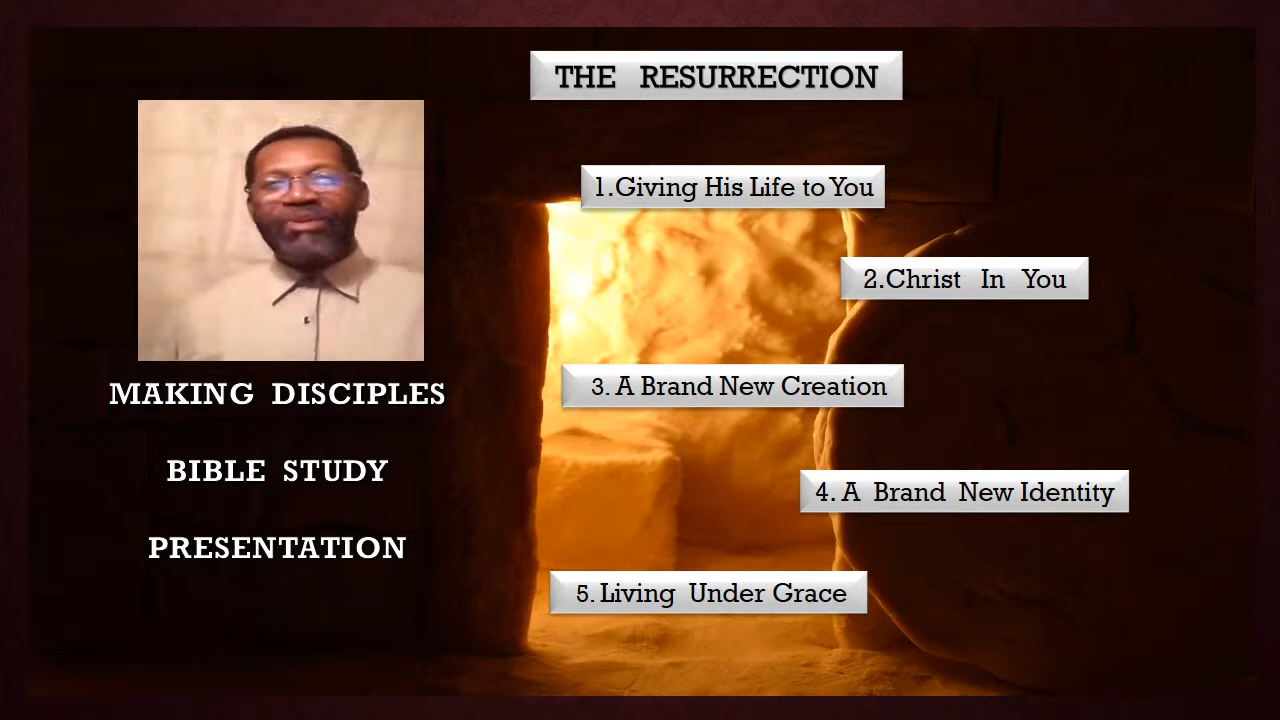 THE RESURRECTION
1.Giving His Life to You
2.Christ In You
3. A Brand New Creation
4. A Brand New Identity
5. Living Under Grace
MAKING DISCIPLES
BIBLE STUDY
PRESENTATION